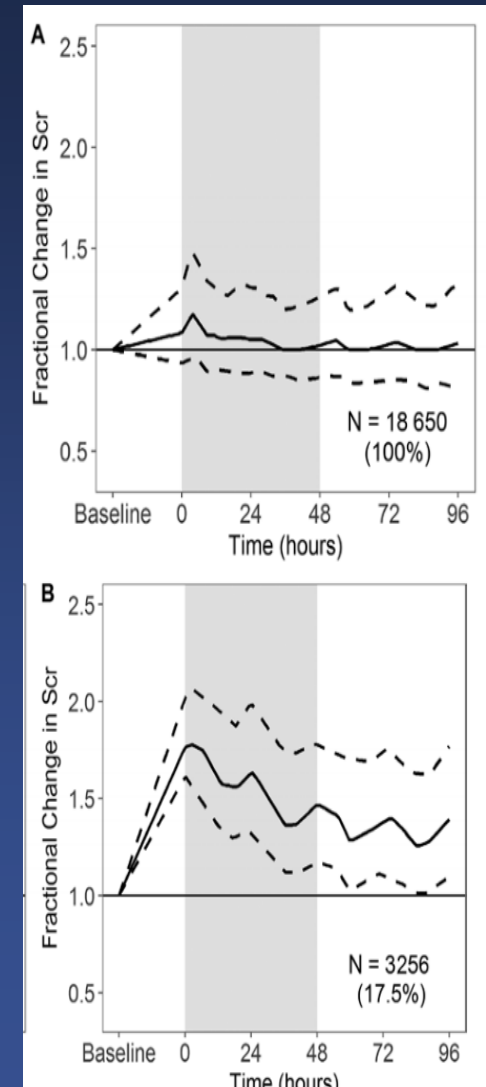 A
Fractional Change in Scr
2.5
2.0
1.5
1.0
0.5
N = 18 650
(100%)
Baseline 0 24 48 72 96
Time (hours)
B
Fractional Change in Scr
2.5
2.0
1.5
1.0
0.5
N = 3256
(17.5%)
Baseline 0 24 48 72 96
Time (hours)